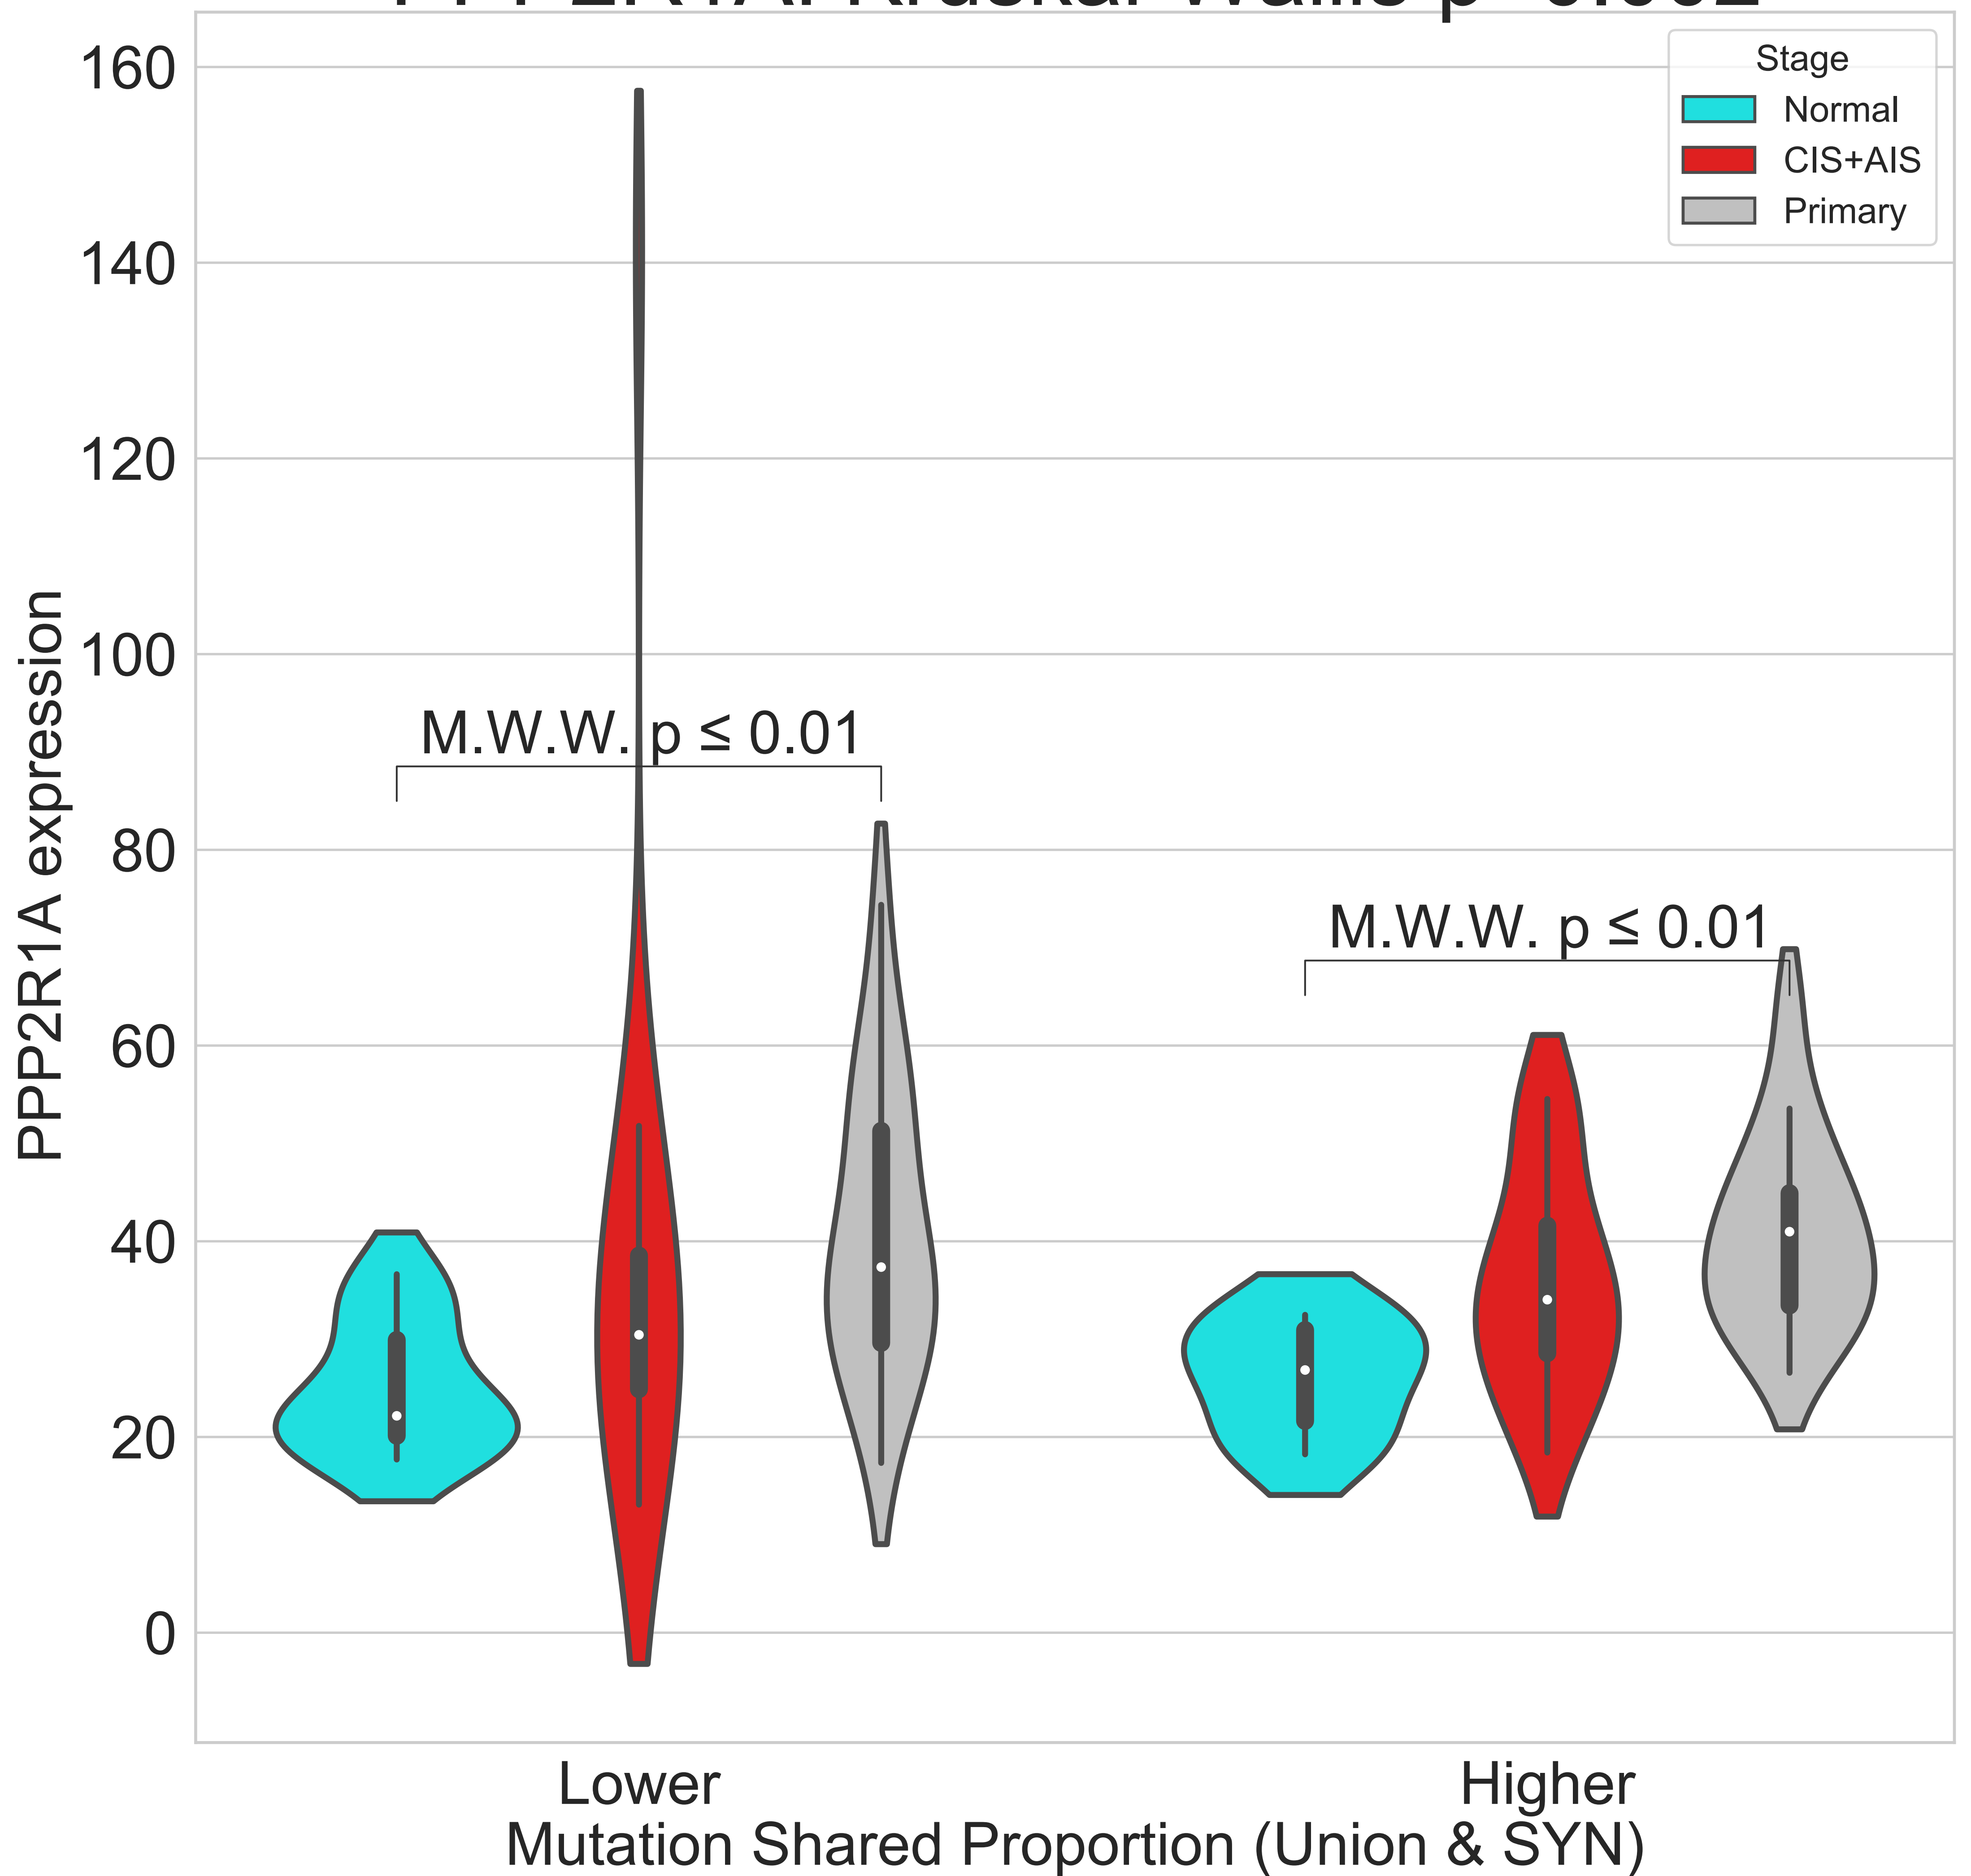 160
140
120
100
80
60
40
20
0
PPP2R1A expression
Stage
Normal
CIS+AIS
Primary
M.W.W. p ≤ 0.01
M.W.W. p ≤ 0.01
Lower
Higher
Mutation Shared Proportion (Union & SYN)